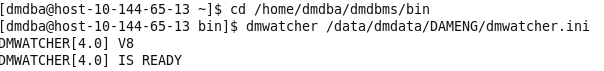 [dmdba@host-10-144-65-13 ~]$ cd /home/dmdba/dmdbms/bin
[dmdba@host-10-144-65-13 bin]$ dmwatcher /data/dmdata/DAMENG/dmwatcher.ini
DMWATCHER[4.0] V8
DMWATCHER[4.0] IS READY